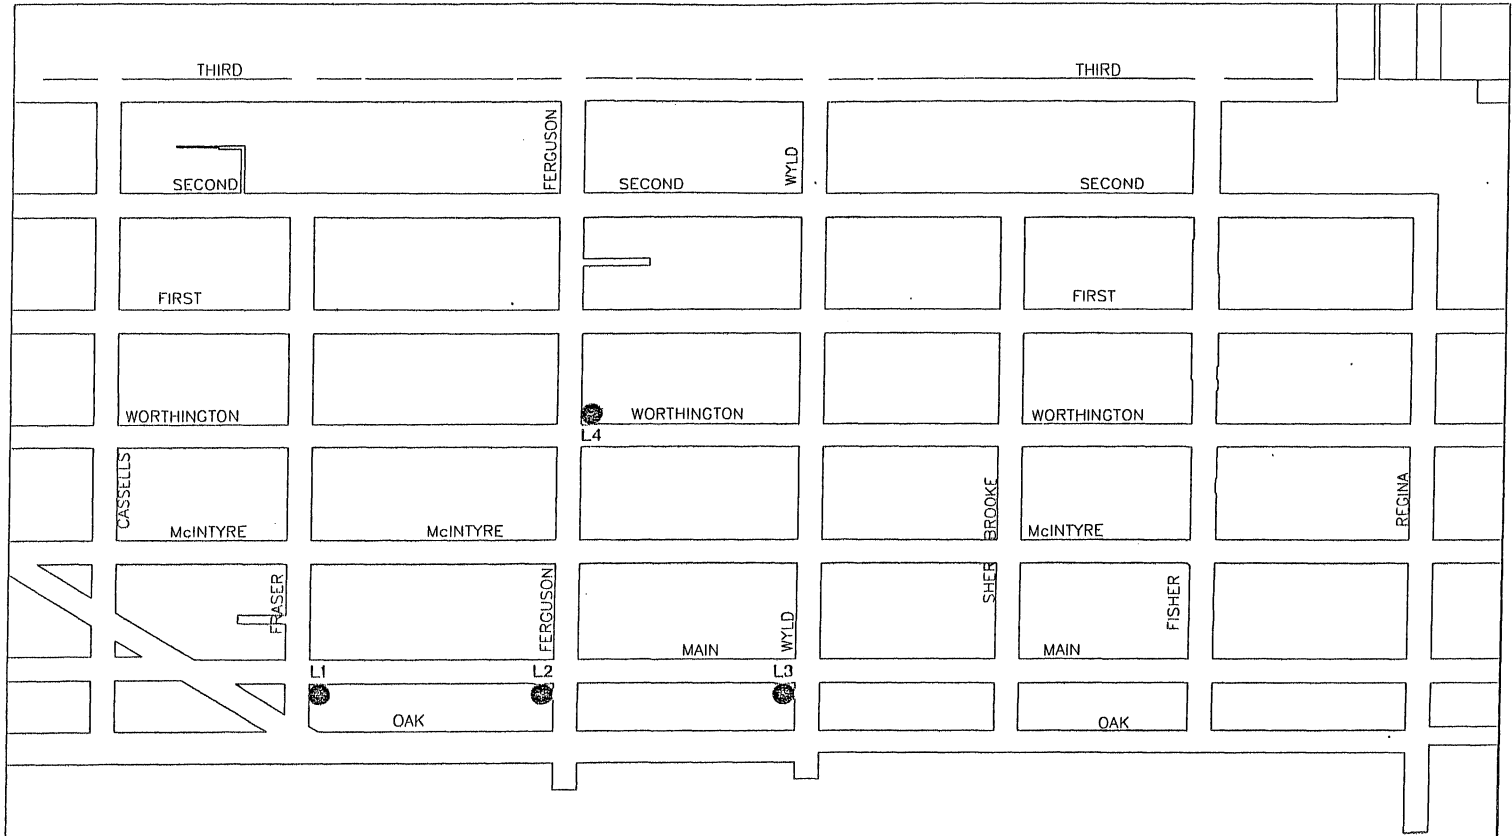 THIRD THIRD
FERGUSON
WYLD
SECOND SECOND SECOND
FIRST FIRST
WORTHINGTON WORTHINGTON WORTHINGTON
L4
CASSELLS
BROOKE
REGINA
McINTYRE McINTYRE McINTYRE
FRASER
FERGUSON
WYLD
SHER
FISHER
MAIN MAIN
L1 L2 L3
OAK OAK